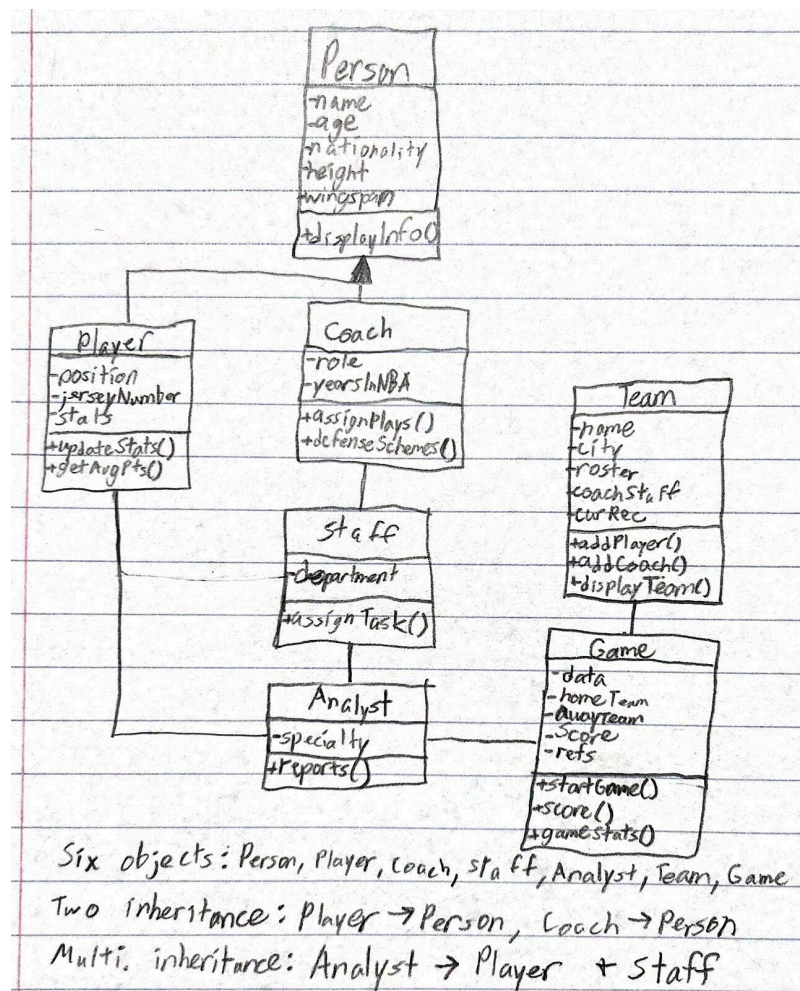 Person
-name
-age
-nationality
-height
-wingspan
+displayInfo()
Player
-position
-jerseyNumber
-stats
+updateStats()
+getAvgPts()
Coach
-role
-yearsInNBA
+assignPlays()
+defenseSchemes()
Team
-name
-city
-roster
-coachStaff
-curRec
+addPlayer()
+addCoach()
+displayTeam()
Staff
-department
+assignTask()
Game
-data
-homeTeam
-awayTeam
-score
-refs
+startGame()
+score()
+gamestats()
Analyst
-specialty
+reports()
Six objects: Person, Player, Coach, staff, Analyst, Team, Game
Two inheritance: Player → Person, Coach → Person
Multi. inheritance: Analyst → Player + Staff